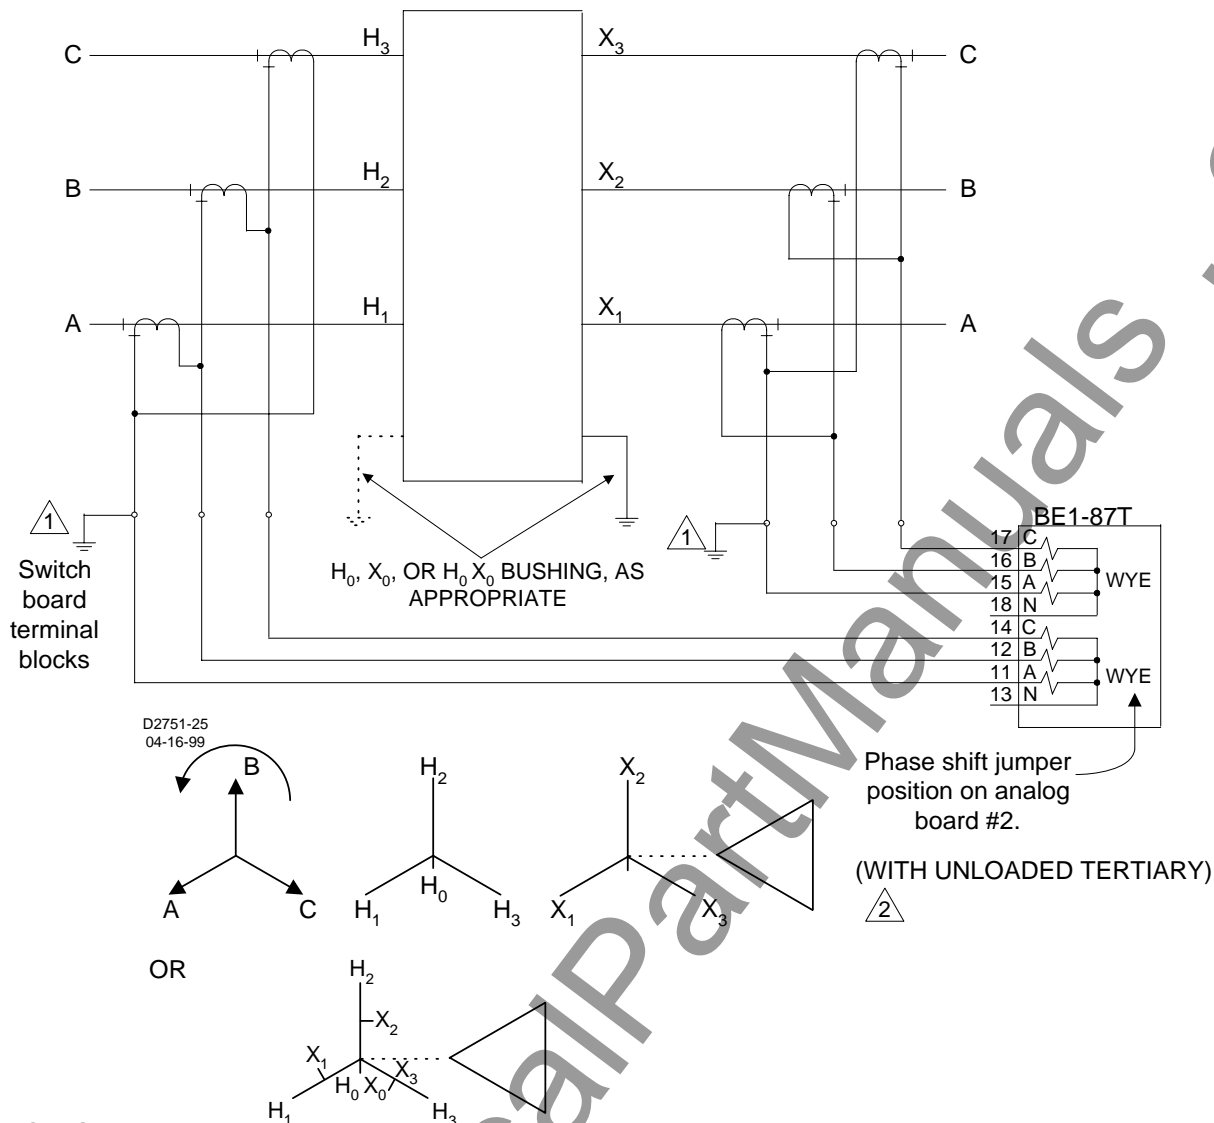 C H₃ X₃ C
B H₂ X₂ B
A H₁ X₁ A
1
Switch
board
terminal
blocks
H₀, X₀, OR H₀ X₀ BUSHING, AS
APPROPRIATE
1
BE1-87T
17 C
16 B
15 A
18 N
WYE
14 C
12 B
11 A
13 N
WYE
Phase shift jumper
position on analog
board #2.
(WITH UNLOADED TERTIARY)
2
D2751-25
04-16-99
B
A C
H₂
H₀
H₁ H₃
X₂
X₁ X₃
OR
H₂
X₂
X₁ X₃
H₀ X₀
H₁ H₃
alPartManuals